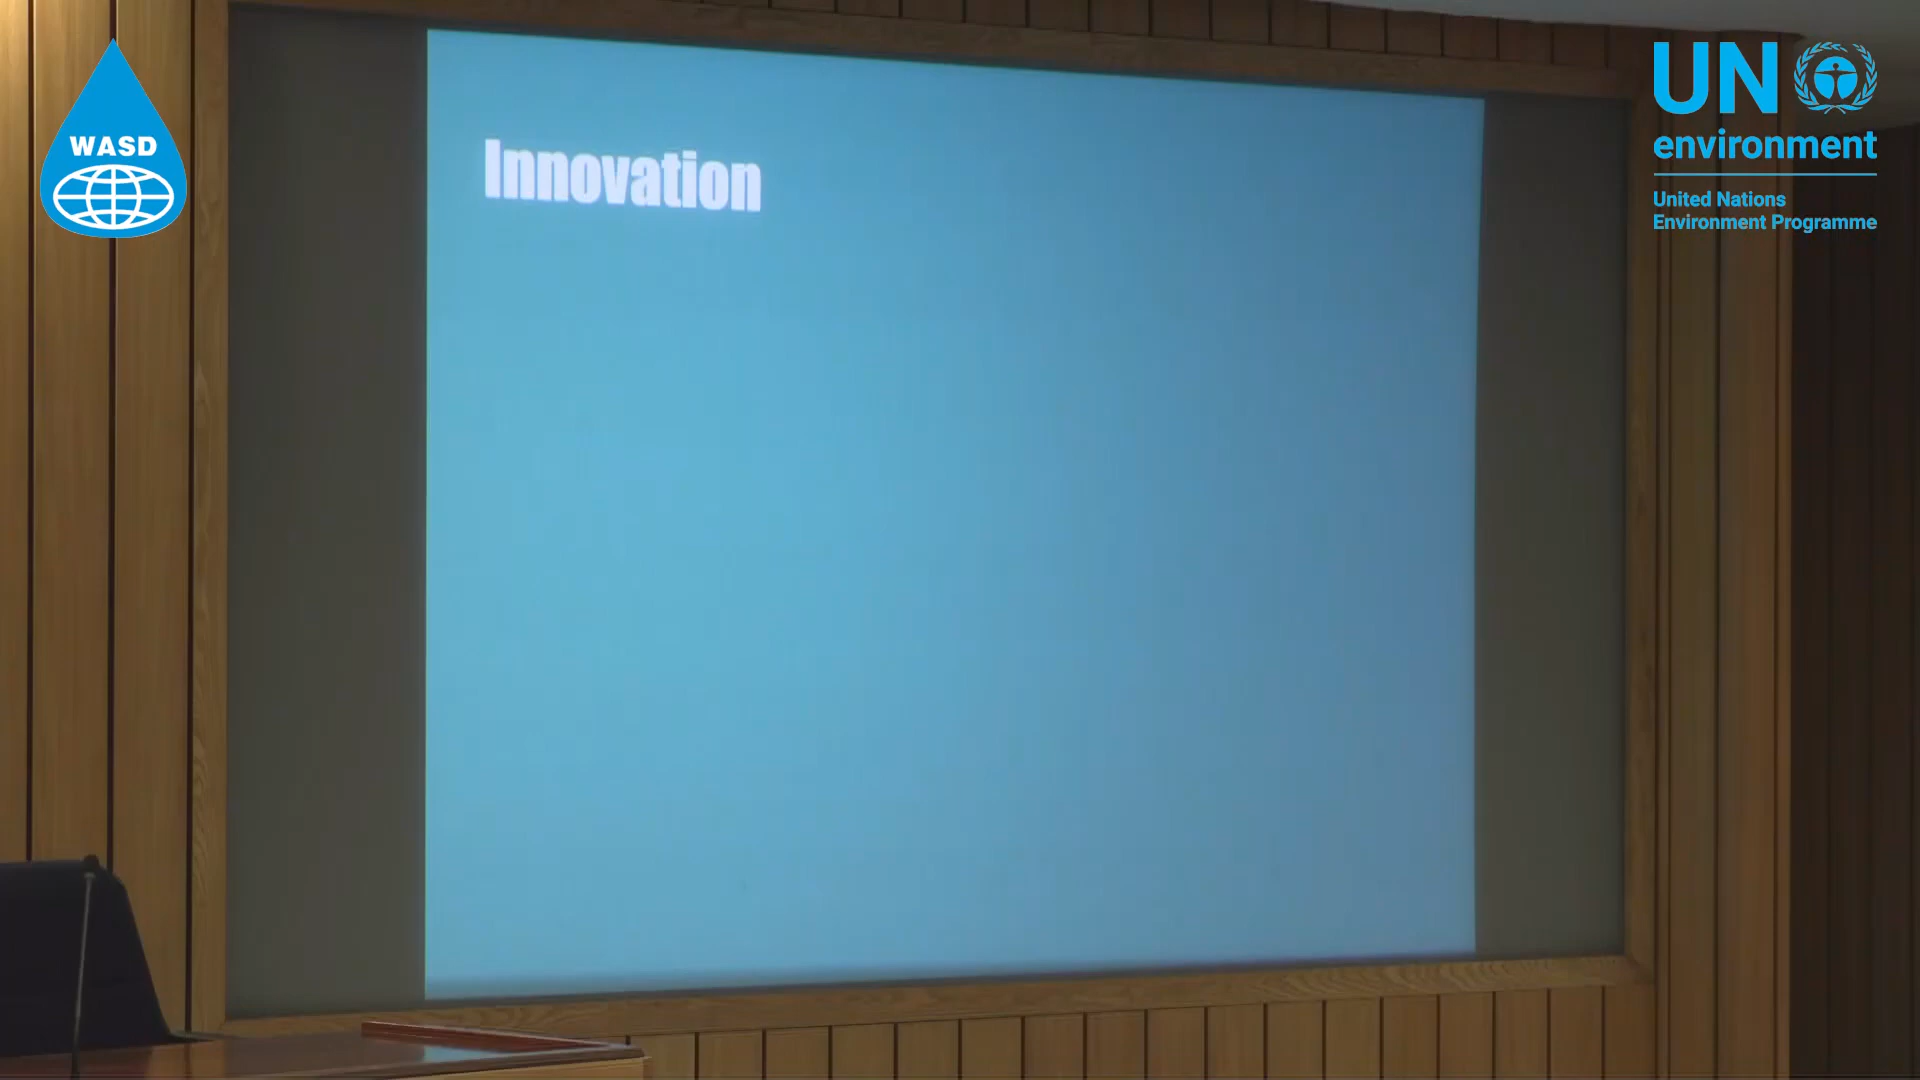 WASD
Innovation
UN
environment
United Nations
Environment Programme